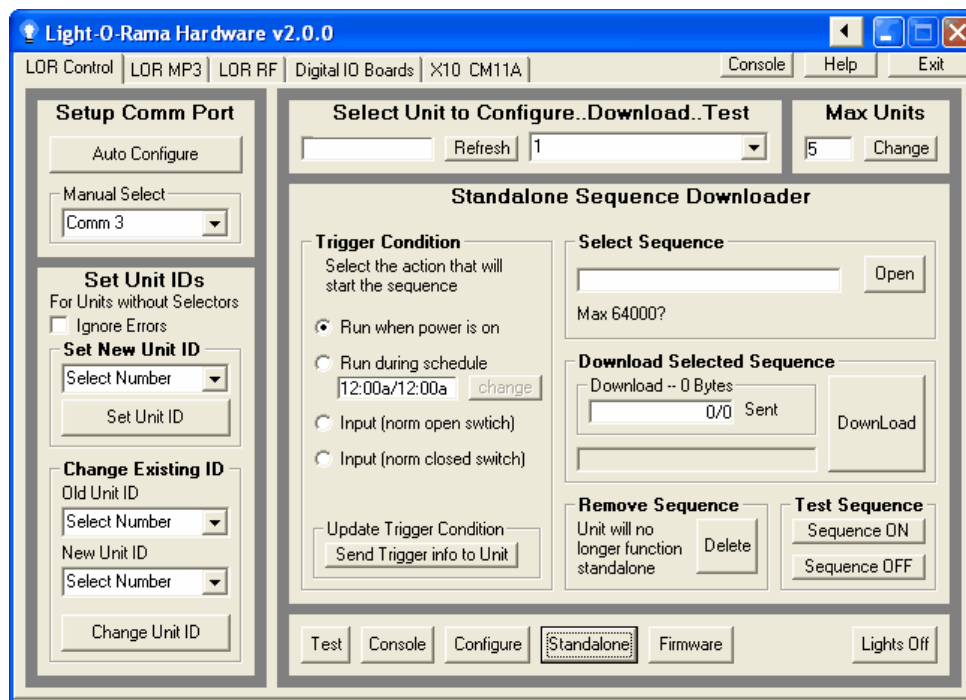 Light-O-Rama Hardware v2.0.0
LOR Control LOR MP3 LOR RF Digital IO Boards X10 CM11A Console Help Exit
Setup Comm Port
Auto Configure
Manual Select
Comm 3
Set Unit IDs
For Units without Selectors
Ignore Errors
Set New Unit ID
Select Number
Set Unit ID
Change Existing ID
Old Unit ID
Select Number
New Unit ID
Select Number
Change Unit ID
Select Unit to Configure..Download..Test
Refresh 1
Max Units
5 Change
Standalone Sequence Downloader
Trigger Condition
Select the action that will
start the sequence
Run when power is on
Run during schedule
12:00a/12:00a change
Input (norm open swtich)
Input (norm closed switch)
Update Trigger Condition
Send Trigger info to Unit
Select Sequence
Open
Max 64000?
Download Selected Sequence
Download -- 0 Bytes
0/0 Sent
DownLoad
Remove Sequence
Unit will no
longer function
standalone
Delete
Test Sequence
Sequence ON
Sequence OFF
Test Console Configure Standalone Firmware Lights Off